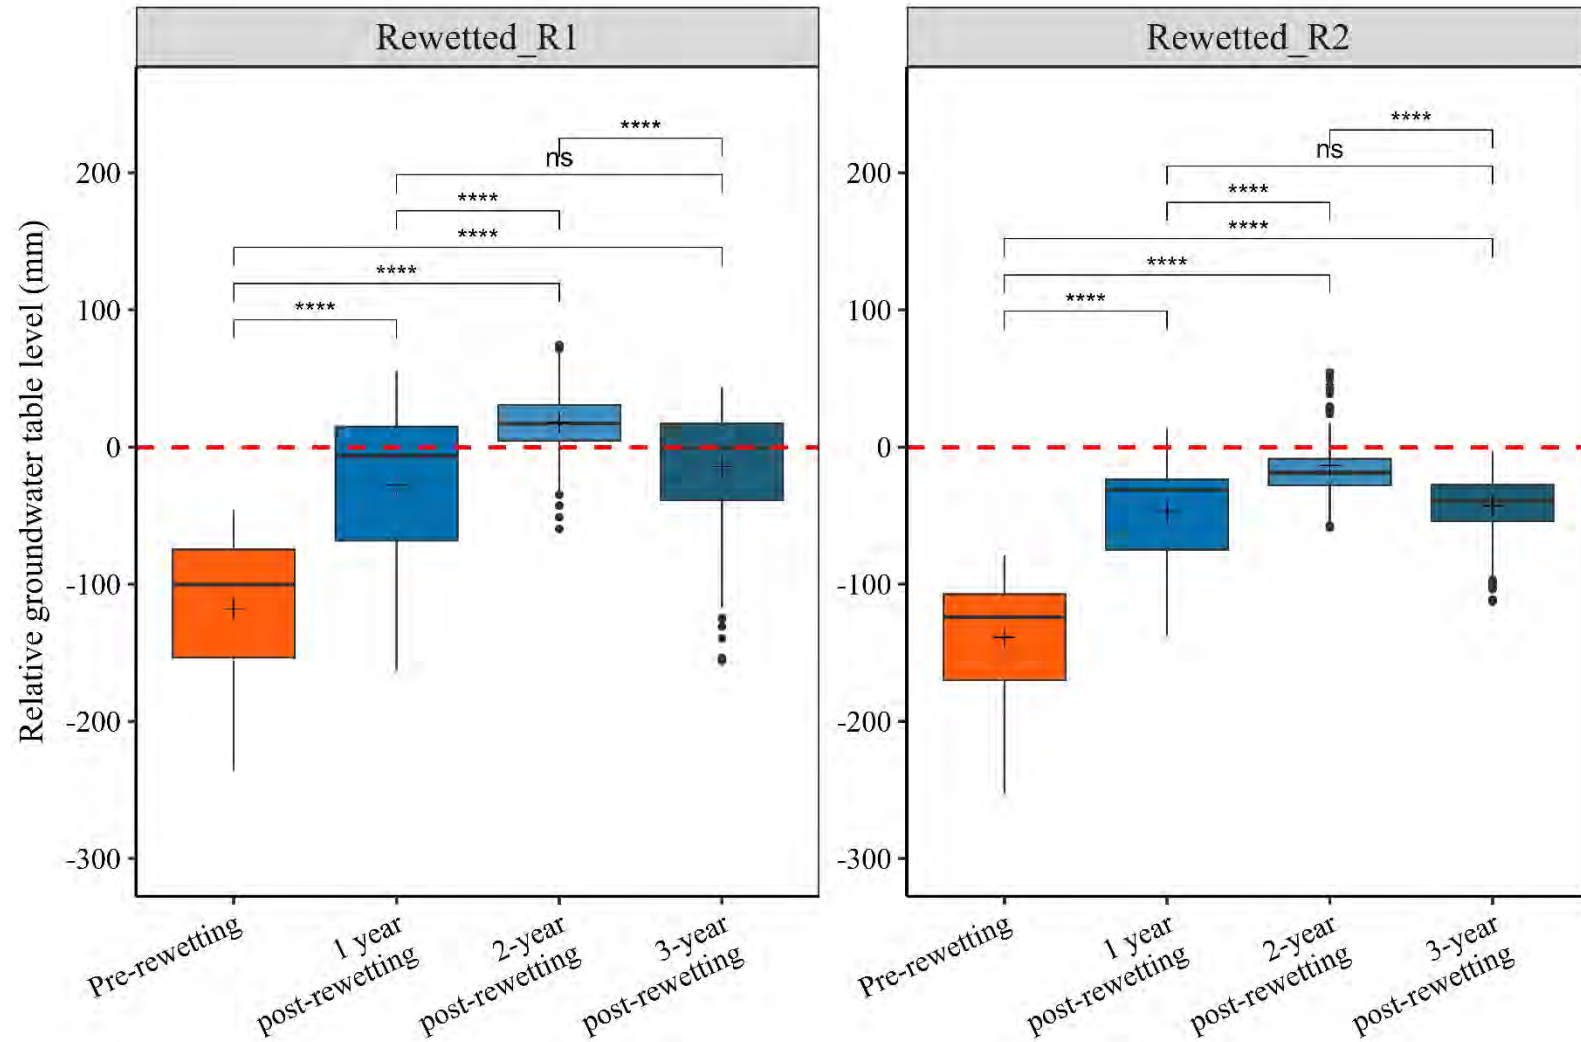 Rewetted_R1
Rewetted_R2
Relative groundwater table level (mm)
200
100
0
-100
-200
-300
****
ns
****
****
****
****
Pre-rewetting
1 year
post-rewetting
2-year
post-rewetting
3-year
post-rewetting
200
100
0
-100
-200
-300
****
ns
****
****
****
****
Pre-rewetting
1 year
post-rewetting
2-year
post-rewetting
3-year
post-rewetting